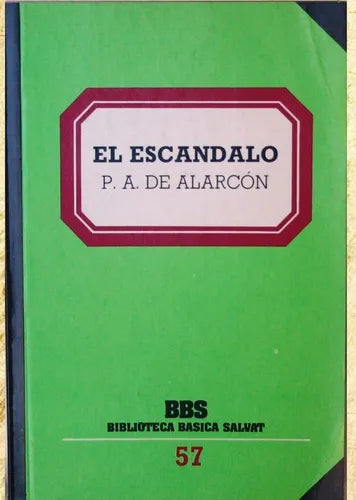 EL ESCANDALO
P. A. DE ALARCÓN
BBS
BIBLIOTECA BASICA SALVAT
57